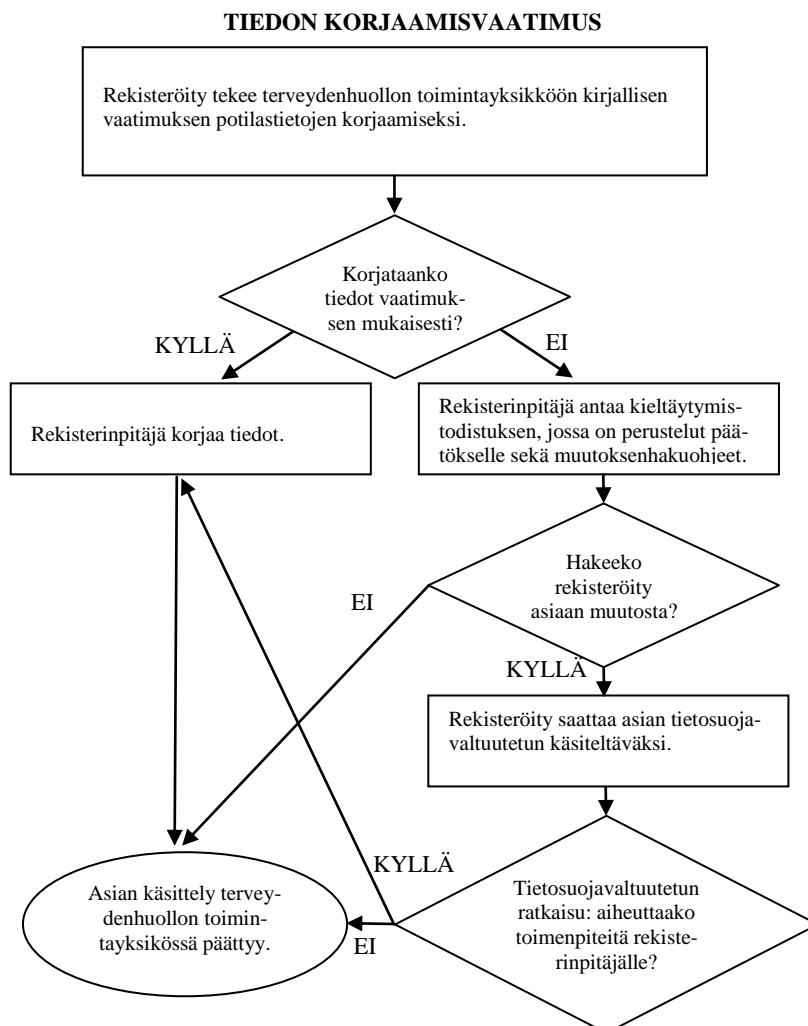 TIEDON KORJAAMISVAATIMUS
Rekisteröity tekee terveydenhuollon toimintayksikköön kirjallisen
vaatimuksen potilastietojen korjaamiseksi.
Korjataanko
tiedot vaatimuk-
sen mukaisesti?
KYLLÄ
EI
Rekisterinpitäjä korjaa tiedot.
Rekisterinpitäjä antaa kieltäytymis-
todistuksen, jossa on perustelut pää-
tökselle sekä muutoksenhakuohjeet.
Hakeeko
rekisteröity
asiaan muutosta?
EI
KYLLÄ
Rekisteröity saattaa asian tietosuoja-
valtuutetun käsiteltäväksi.
KYLLÄ
Tietosuojavaltuutetun
ratkaisu: aiheuttaako
toimenpiteitä rekiste-
rinpitäjälle?
EI
Asian käsittely tervey-
denhuollon toimin-
tayksikössä päättyy.